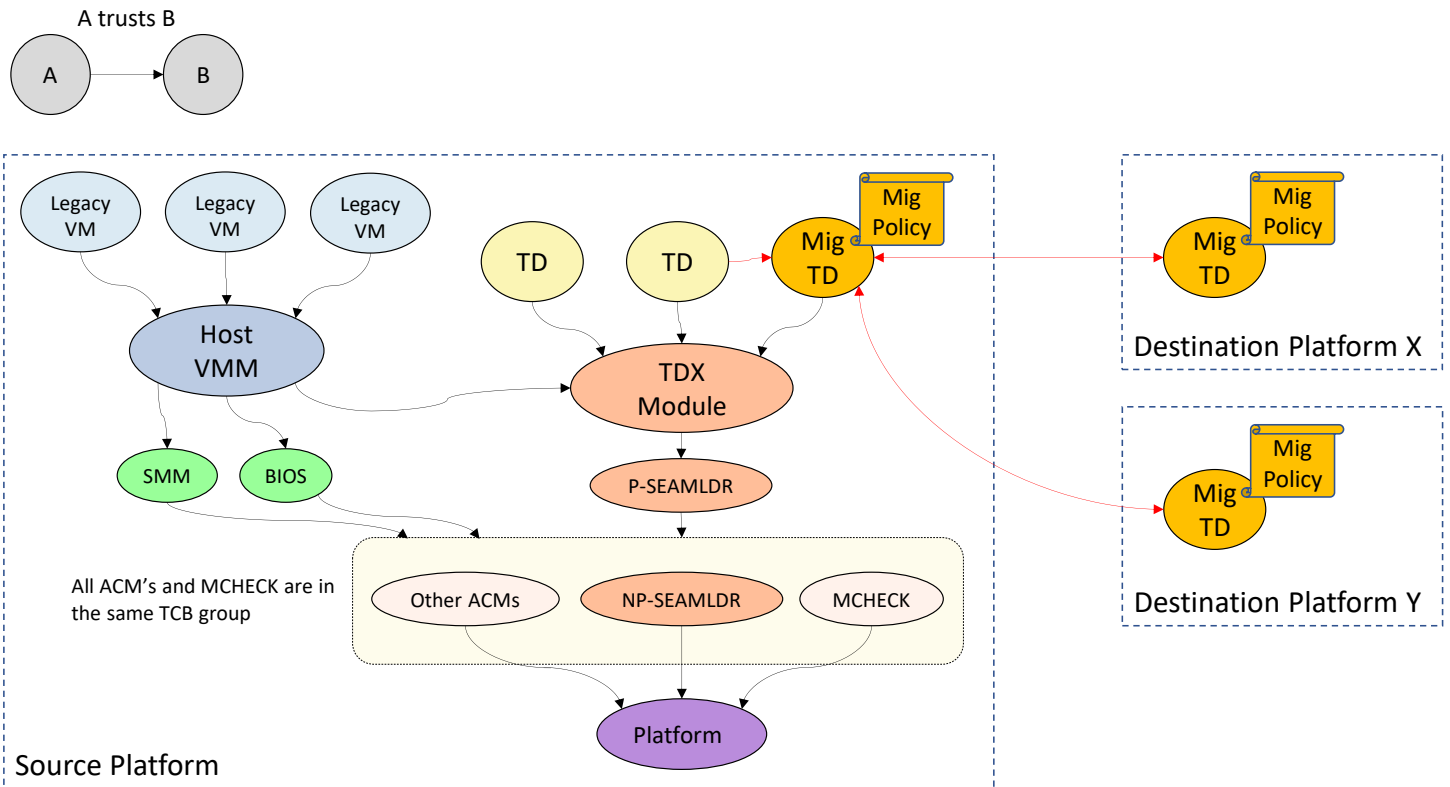 A trusts B
A
B
Legacy
VM
Legacy
VM
Legacy
VM
TD
TD
Mig
TD
Mig
Policy
Host
VMM
TDX
Module
SMM
BIOS
P-SEAMLDR
All ACM's and MCHECK are in
the same TCB group
Other ACMs
NP-SEAMLDR
MCHECK
Platform
Source Platform
Mig
TD
Mig
Policy
Destination Platform X
Mig
TD
Mig
Policy
Destination Platform Y